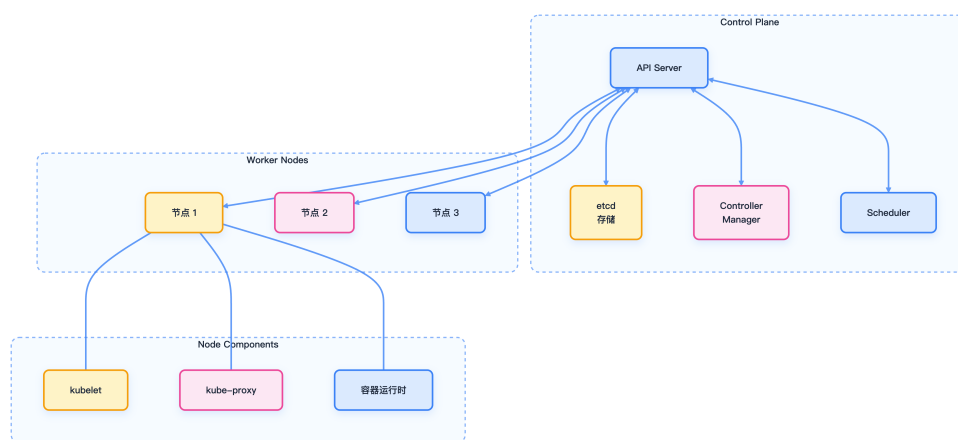 Control Plane
API Server
Worker Nodes
节点 1
节点 2
节点 3
etcd
存储
Controller
Manager
Scheduler
Node Components
kubelet
kube-proxy
容器运行时